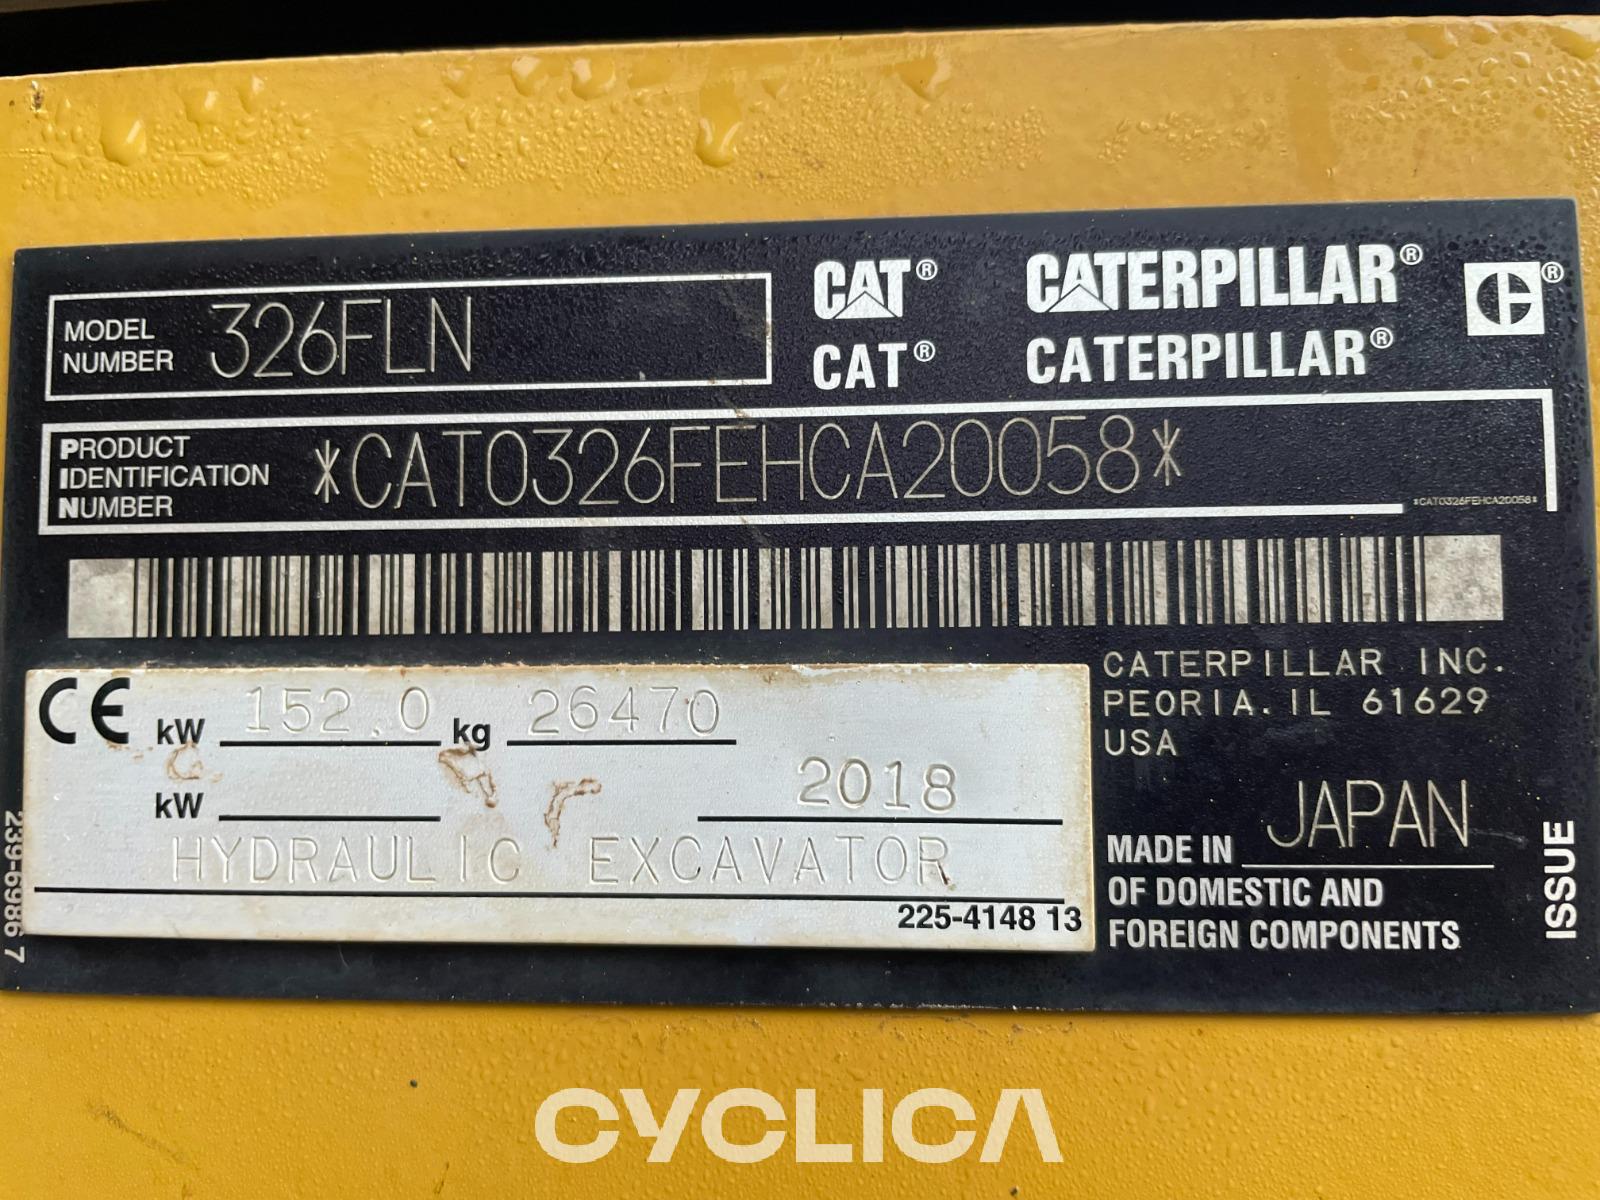 MODEL
NUMBER
326FLN
CAT® CATERPILLAR® ®
CAT® CATERPILLAR®
PRODUCT
IDENTIFICATION
NUMBER
*CAT0326FEHCA20058*
*CAT0326FEHCA20058*
CE kW 152.0 kg 26470
kW 2018
HYDRAULIC EXCAVATOR
225-4148 13
CATERPILLAR INC.
PEORIA. IL 61629
USA
MADE IN JAPAN
OF DOMESTIC AND
FOREIGN COMPONENTS
239-6986 7
ISSUE
CYCLICA